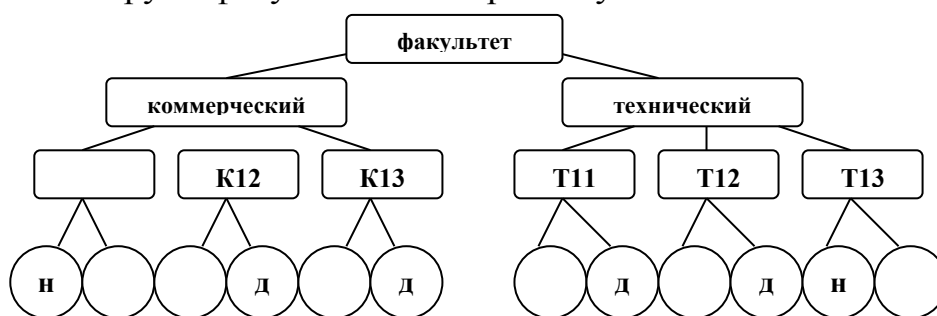 факультет
коммерческий технический
К12 К13 Т11 Т12 Т13
н д д д д н